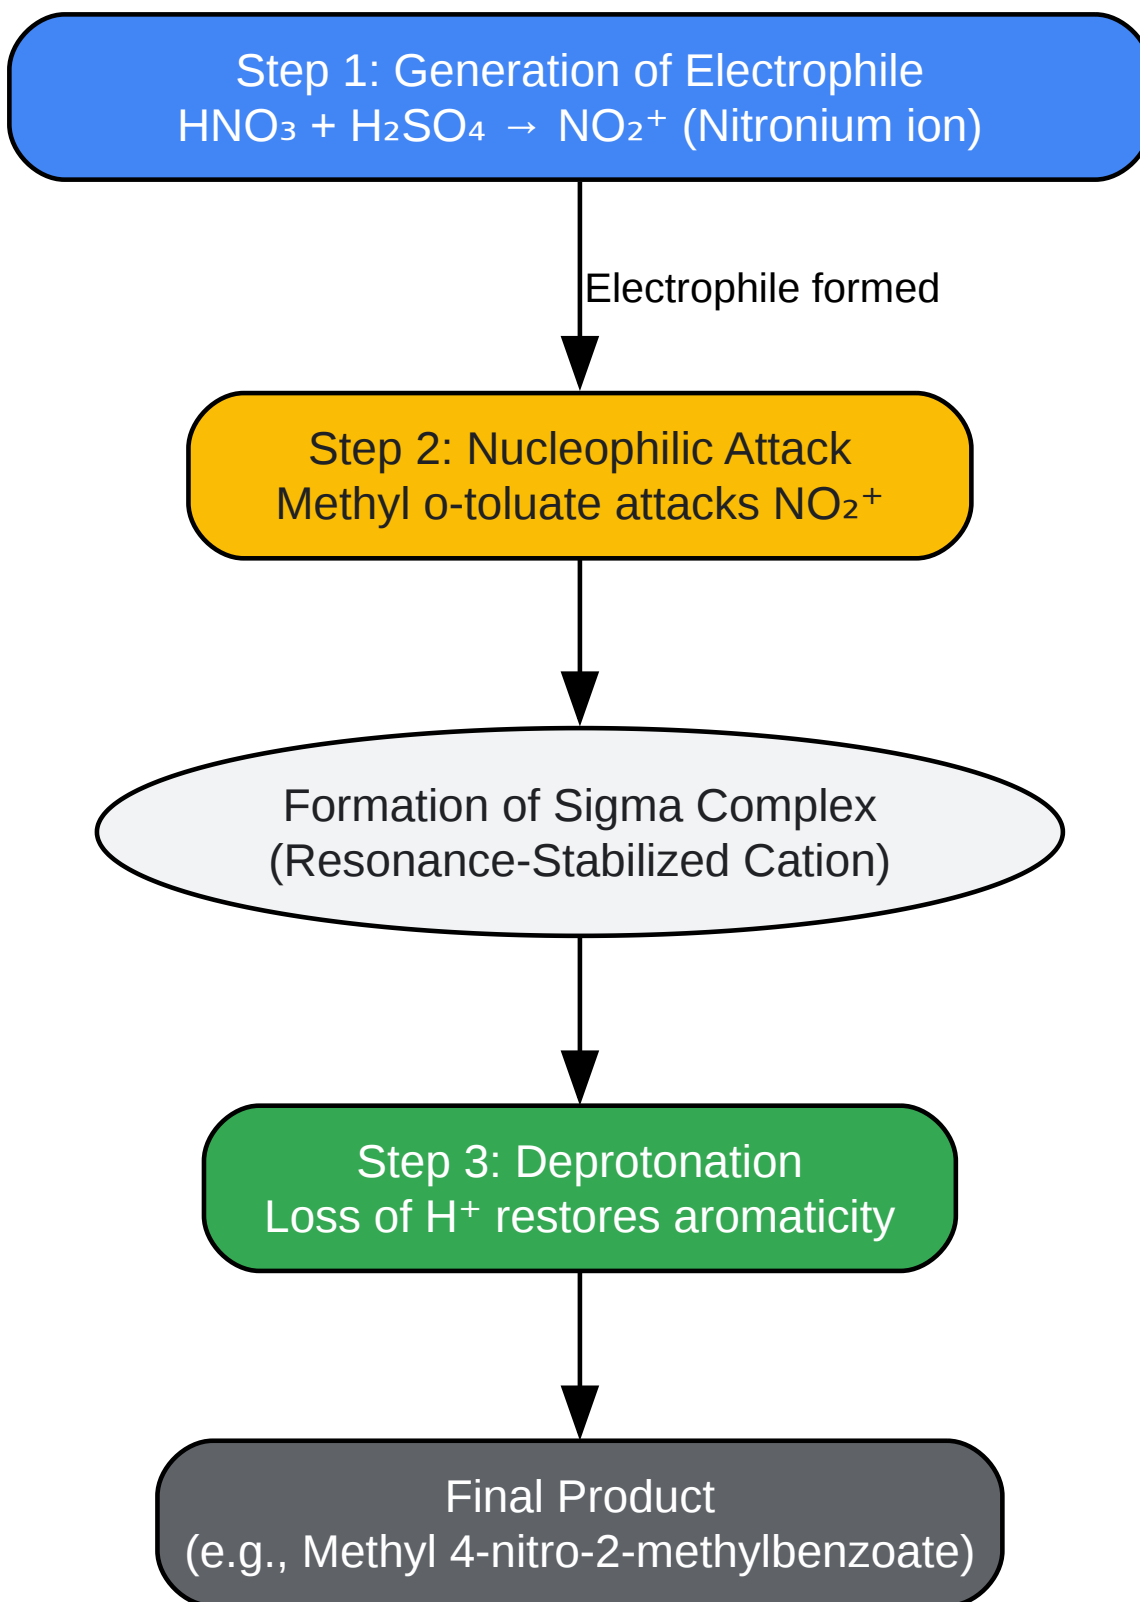 Step 1: Generation of Electrophile
HNO₃ + H₂SO₄ → NO₂⁺ (Nitronium ion)
Electrophile formed
Step 2: Nucleophilic Attack
Methyl o-toluate attacks NO₂⁺
Formation of Sigma Complex
(Resonance-Stabilized Cation)
Step 3: Deprotonation
Loss of H⁺ restores aromaticity
Final Product
(e.g., Methyl 4-nitro-2-methylbenzoate)